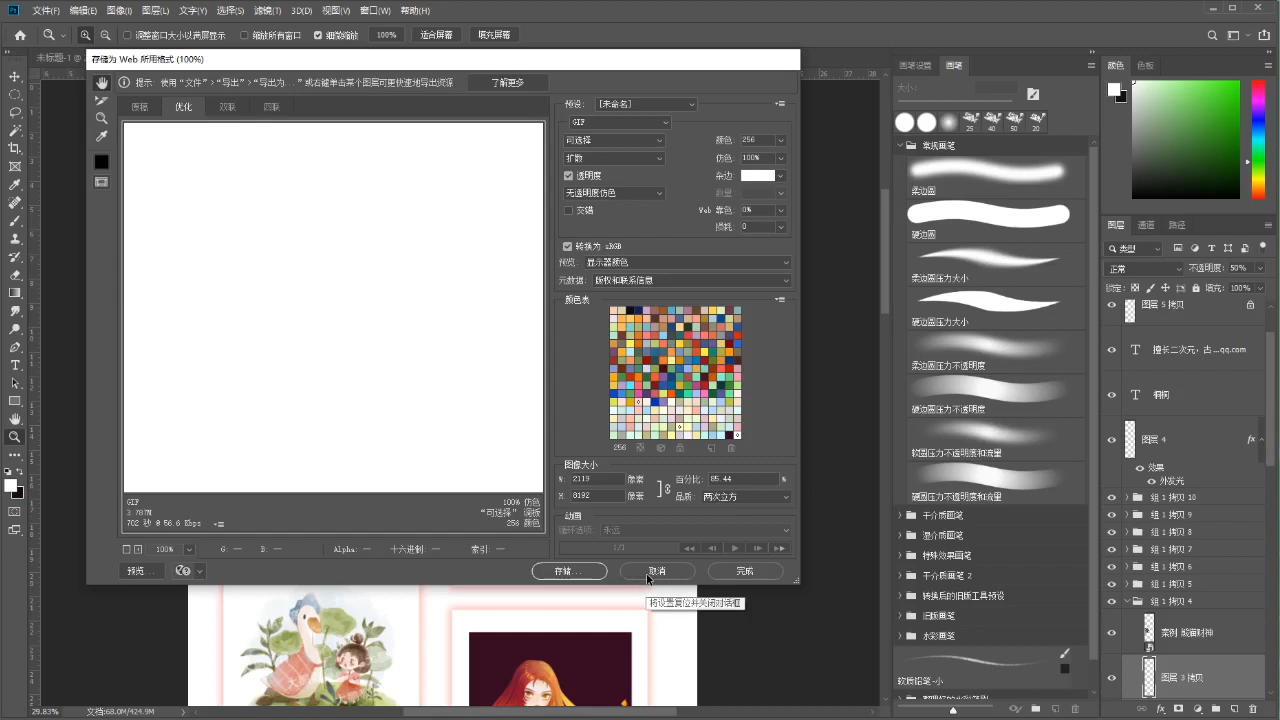 文件(F) 编辑(E) 图像(I) 图层(L) 文字(Y) 选择(S) 滤镜(T) 3D(D) 视图(V) 窗口(W) 帮助(H)
调整窗口大小以满屏显示 缩放所有窗口 细微缩放 100% 适合屏幕 填充屏幕
未标题-1 @
存储为 Web 所用格式 (100%)
提示: 使用 “文件”>“导出”>“导出为...” 或右键单击某个图层可更快速地导出资源 了解更多
原稿 优化 双联 四联
预设: [未命名]
GIF
可选择 颜色: 256
扩散 仿色: 100%
透明度 杂边:
无透明度仿色 数量:
交错 Web 靠色: 0%
损耗: 0
转换为 sRGB
预览: 显示器颜色
元数据: 版权和联系信息
颜色表
256
图像大小
W: 2119 像素 百分比: 85.44 %
H: 8192 像素 品质: 两次立方
动画
循环选项: 永远
1/1
GIF 100% 仿色
3.787M “可选择” 调板
702 秒 @ 56.6 Kbps 256 颜色
100% G: — B: — Alpha: — 十六进制: — 索引: —
预览... 存储... 取消 完成
将设置复位并关闭对话框
画笔设置 画笔
大小:
25 40 50 20
常规画笔
柔边圆
硬边圆
柔边圆压力大小
硬边圆压力大小
柔边圆压力不透明度
硬边圆压力不透明度
柔边圆压力不透明度和流量
硬边圆压力不透明度和流量
干介质画笔
湿介质画笔
特殊效果画笔
干介质画笔 2
转换后的旧版工具预设
旧版画笔
水彩画笔
软质铅笔-小
颜色 色板
图层 通道 路径
类型
正常 不透明度: 50%
锁定: 填充: 100%
图层 5 拷贝
擅长二次元，古...qq.com
图层 4 fx
效果
外发光
组 1 拷贝 10
组 1 拷贝 9
组 1 拷贝 8
组 1 拷贝 7
组 1 拷贝 6
组 1 拷贝 5
组 1 拷贝 4
图层 3 拷贝
29.83% 文档:68.0M/424.9M